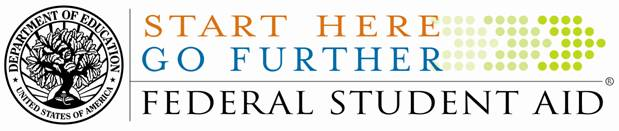 DEPARTMENT OF EDUCATION
UNITED STATES OF AMERICA
START HERE
GO FURTHER
FEDERAL STUDENT AID®